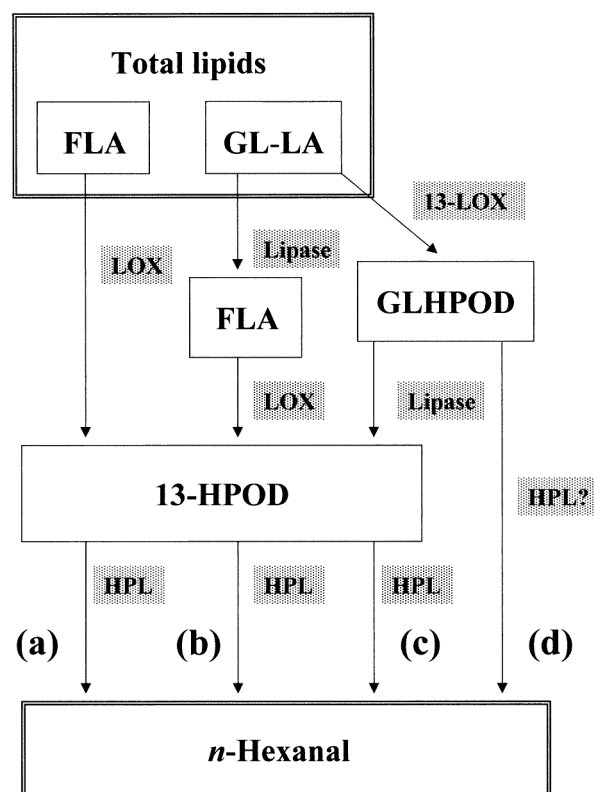 Total lipids
FLA
GL-LA
13-LOX
LOX
Lipase
GLHPOD
FLA
LOX
Lipase
13-HPOD
HPL?
HPL
HPL
HPL
(a)
(b)
(c)
(d)
n-Hexanal